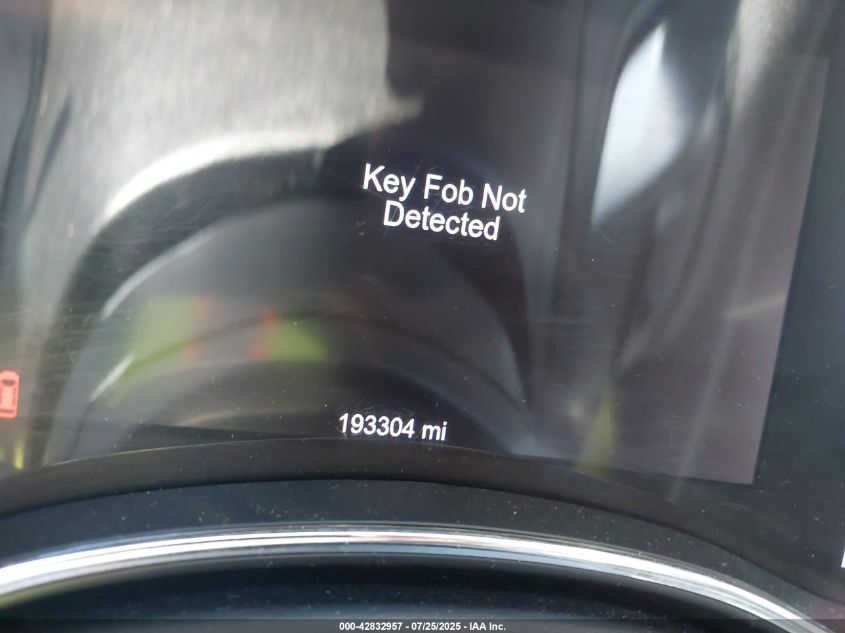 Key Fob Not
Detected
193304 mi
000-42832957 - 07/25/2025 - IAA Inc.